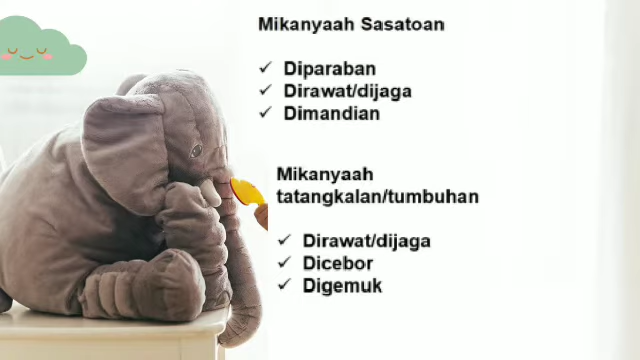 Mikanyaah Sasatoan
✓ Diparaban
✓ Dirawat/dijaga
✓ Dimandian
Mikanyaah
tatangkalan/tumbuhan
✓ Dirawat/dijaga
✓ Dicebor
✓ Digemuk